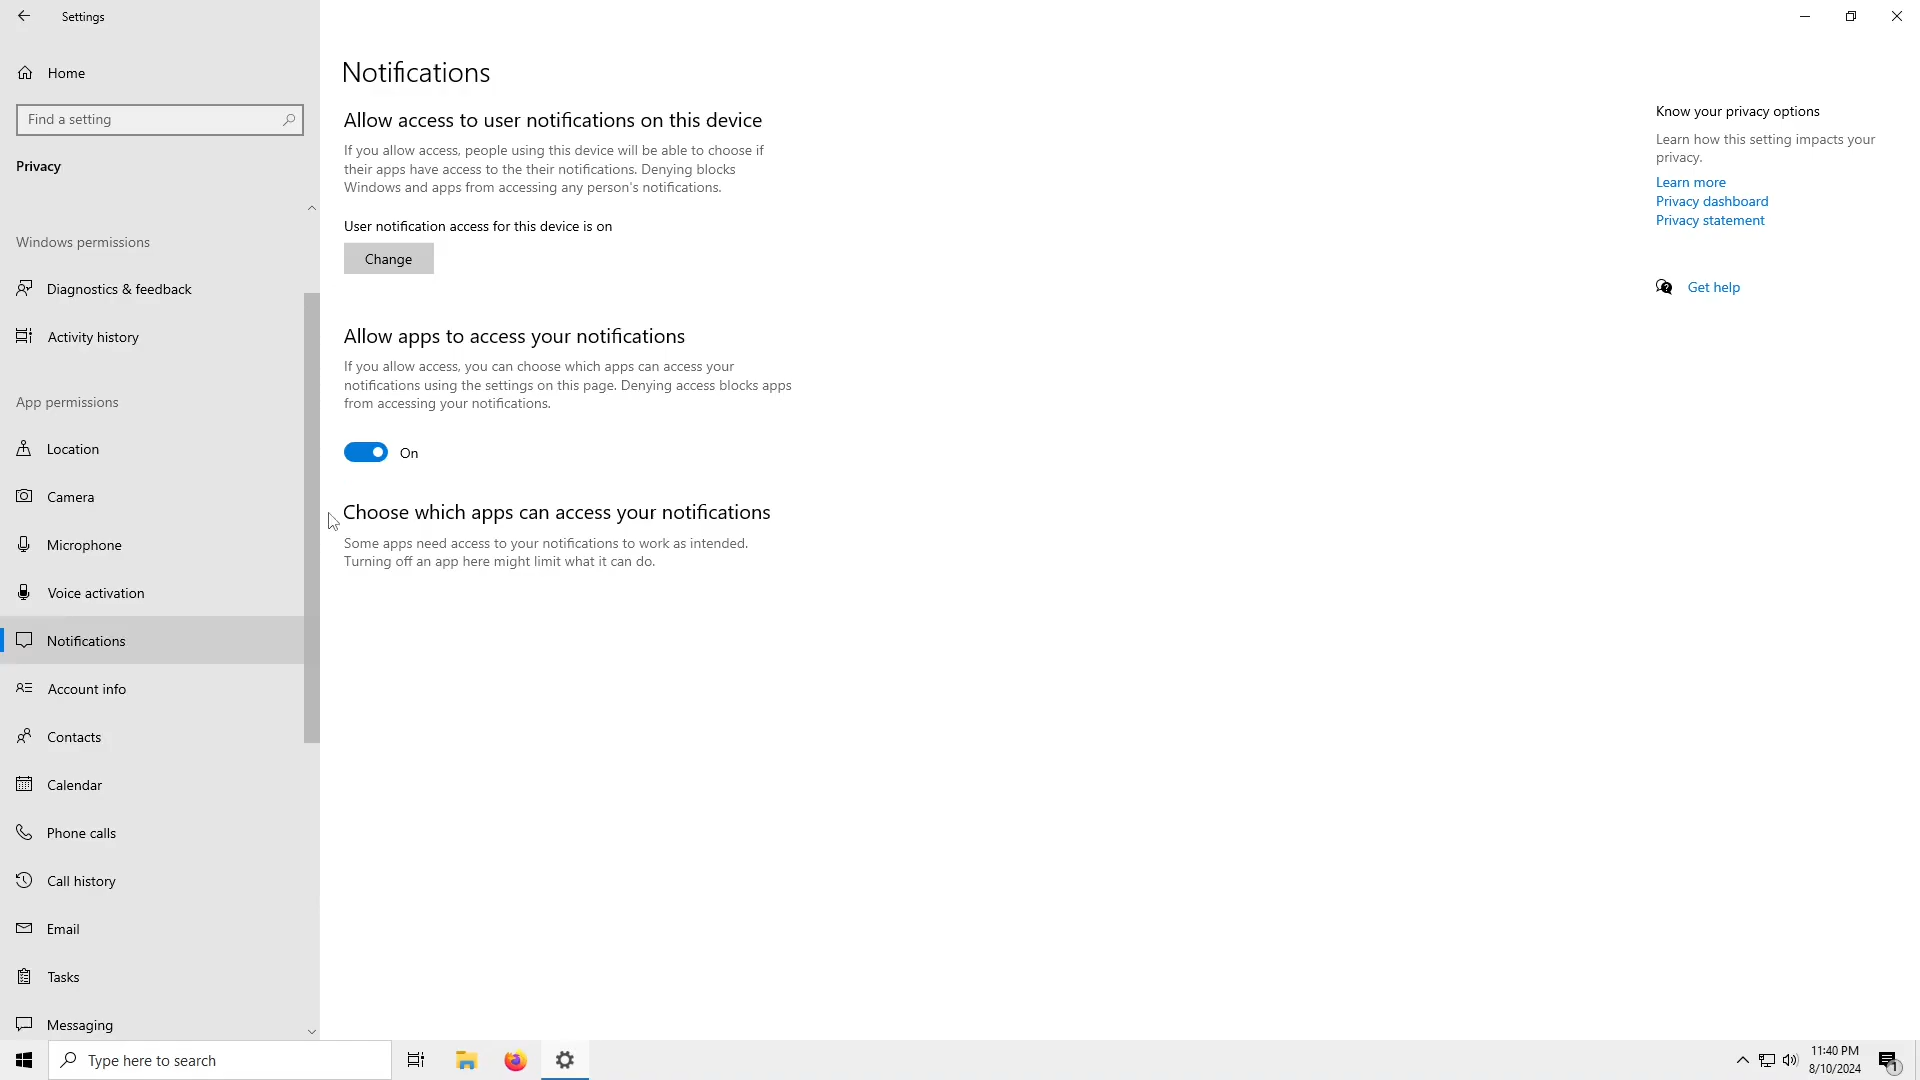 Settings
Home
Find a setting
Privacy
Windows permissions
Diagnostics & feedback
Activity history
App permissions
Location
Camera
Microphone
Voice activation
Notifications
Account info
Contacts
Calendar
Phone calls
Call history
Email
Tasks
Messaging
Notifications
Allow access to user notifications on this device
If you allow access, people using this device will be able to choose if
their apps have access to the their notifications. Denying blocks
Windows and apps from accessing any person's notifications.
User notification access for this device is on
Change
Allow apps to access your notifications
If you allow access, you can choose which apps can access your
notifications using the settings on this page. Denying access blocks apps
from accessing your notifications.
On
Choose which apps can access your notifications
Some apps need access to your notifications to work as intended.
Turning off an app here might limit what it can do.
Know your privacy options
Learn how this setting impacts your
privacy.
Learn more
Privacy dashboard
Privacy statement
Get help
Type here to search
11:40 PM
8/10/2024
1